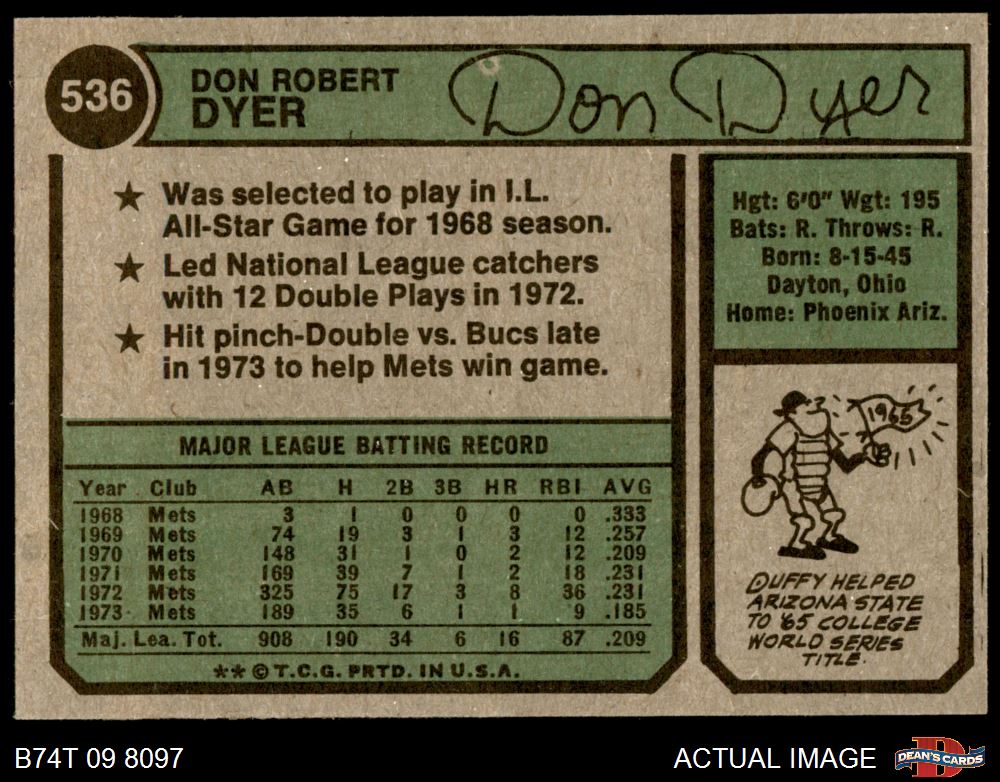 536
DON ROBERT
DYER
Don Dyer
★ Was selected to play in I.L.
All-Star Game for 1968 season.
★ Led National League catchers
with 12 Double Plays in 1972.
★ Hit pinch-Double vs. Bucs late
in 1973 to help Mets win game.
Hgt: 6'0" Wgt: 195
Bats: R. Throws: R.
Born: 8-15-45
Dayton, Ohio
Home: Phoenix Ariz.
MAJOR LEAGUE BATTING RECORD
Year Club AB H 2B 3B HR RBI AVG
1968 Mets 3 1 0 0 0 0 .333
1969 Mets 74 19 3 1 3 12 .257
1970 Mets 148 31 1 0 2 12 .209
1971 Mets 169 39 7 1 2 18 .231
1972 Mets 325 75 17 3 8 36 .231
1973 Mets 189 35 6 1 1 9 .185
Maj. Lea. Tot. 908 190 34 6 16 87 .209
**©T.C.G. PRTD. IN U.S.A.
1965
DUFFY HELPED
ARIZONA STATE
TO '65 COLLEGE
WORLD SERIES
TITLE.
B74T 09 8097
ACTUAL IMAGE
D
DEAN'S CARDS